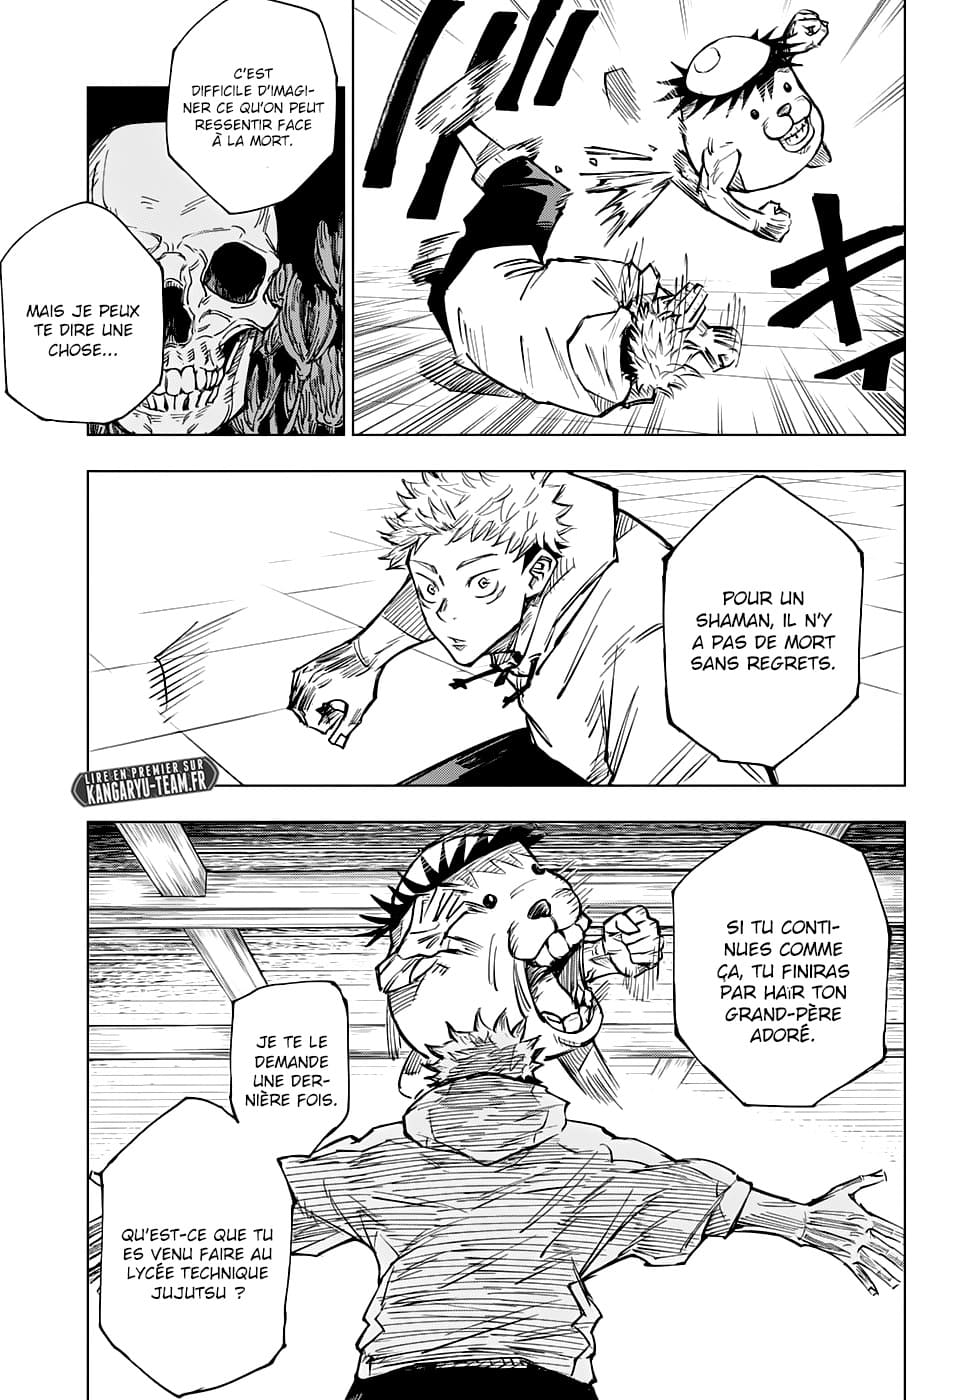 C'EST
DIFFICILE D'IMAGI-
NER CE QU'ON PEUT
RESSENTIR FACE
À LA MORT.
MAIS JE PEUX
TE DIRE UNE
CHOSE...
POUR UN
SHAMAN, IL N'Y
A PAS DE MORT
SANS REGRETS.
LIRE EN PREMIER SUR
KANGARYU-TEAM.FR
SI TU CONTI-
NUES COMME
ÇA, TU FINIRAS
PAR HAïR TON
GRAND-PÈRE
ADORÉ.
JE TE LE
DEMANDE
UNE DER-
NIÈRE FOIS.
QU'EST-CE QUE TU
ES VENU FAIRE AU
LYCÉE TECHNIQUE
JUJUTSU ?